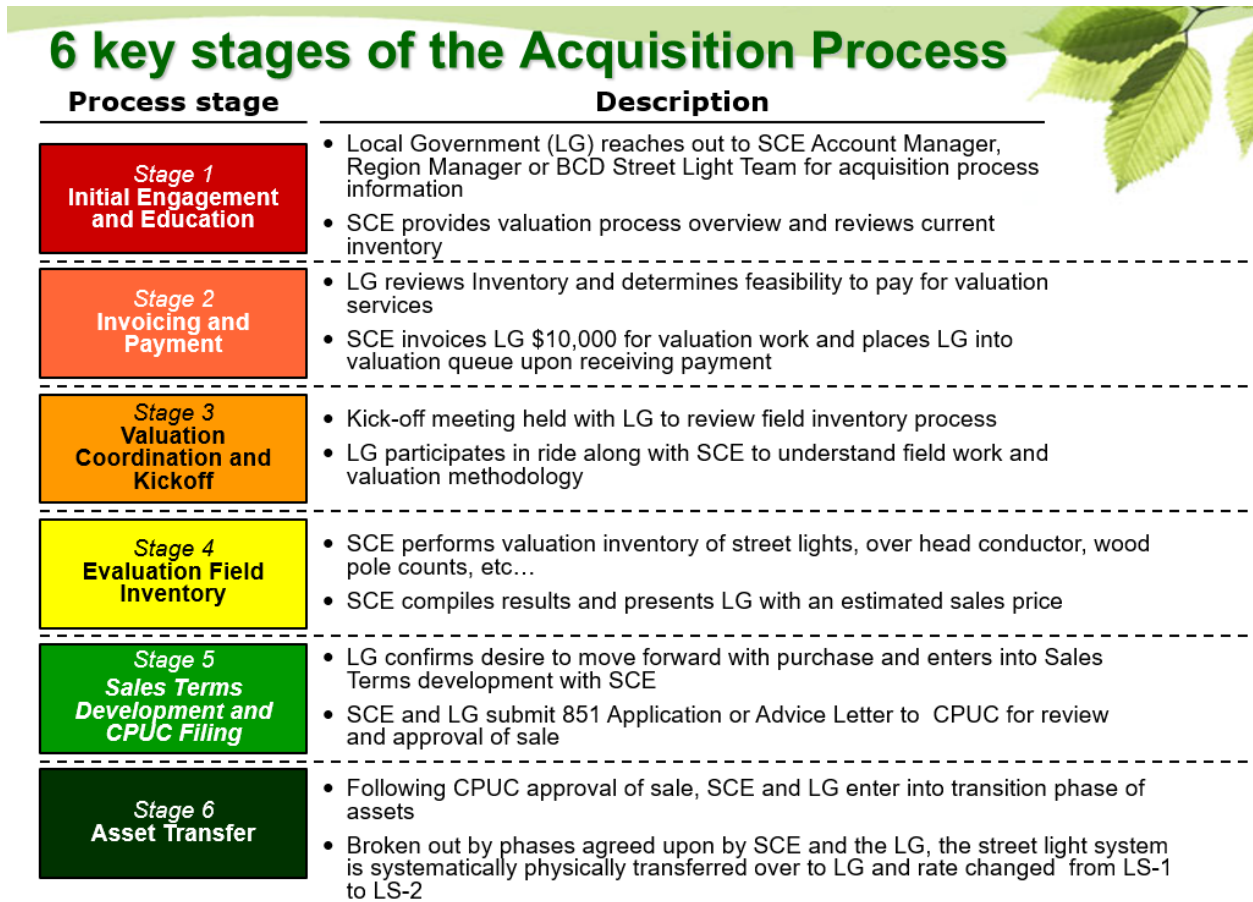 6 key stages of the Acquisition Process
Process stage
Description
Stage 1
Initial Engagement
and Education
• Local Government (LG) reaches out to SCE Account Manager,
Region Manager or BCD Street Light Team for acquisition process
information
• SCE provides valuation process overview and reviews current
inventory
Stage 2
Invoicing and
Payment
• LG reviews Inventory and determines feasibility to pay for valuation
services
• SCE invoices LG $10,000 for valuation work and places LG into
valuation queue upon receiving payment
Stage 3
Valuation
Coordination and
Kickoff
• Kick-off meeting held with LG to review field inventory process
• LG participates in ride along with SCE to understand field work and
valuation methodology
Stage 4
Evaluation Field
Inventory
• SCE performs valuation inventory of street lights, over head conductor, wood
pole counts, etc…
• SCE compiles results and presents LG with an estimated sales price
Stage 5
Sales Terms
Development and
CPUC Filing
• LG confirms desire to move forward with purchase and enters into Sales
Terms development with SCE
• SCE and LG submit 851 Application or Advice Letter to CPUC for review
and approval of sale
Stage 6
Asset Transfer
• Following CPUC approval of sale, SCE and LG enter into transition phase of
assets
• Broken out by phases agreed upon by SCE and the LG, the street light system
is systematically physically transferred over to LG and rate changed from LS-1
to LS-2